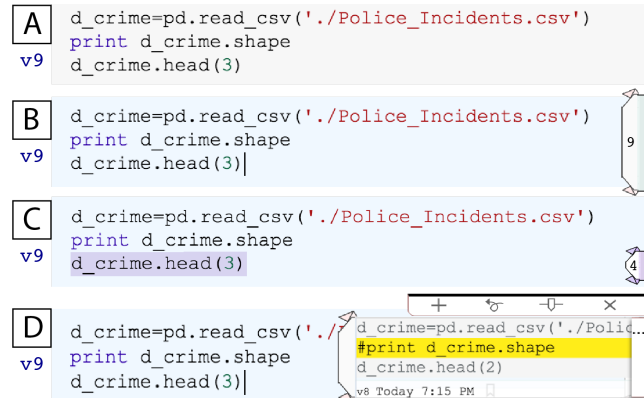 A
d_crime=pd.read_csv('./Police_Incidents.csv')
print d_crime.shape
v9
d_crime.head(3)
B
d_crime=pd.read_csv('./Police_Incidents.csv')
print d_crime.shape
9
v9
d_crime.head(3)
C
d_crime=pd.read_csv('./Police_Incidents.csv')
print d_crime.shape
v9
d_crime.head(3)
4
D
d_crime=pd.read_csv('./
print d_crime.shape
v9
d_crime.head(3)
d_crime=pd.read_csv('./Polic
...
#print d_crime.shape
d_crime.head(2)
v8 Today 7:15 PM